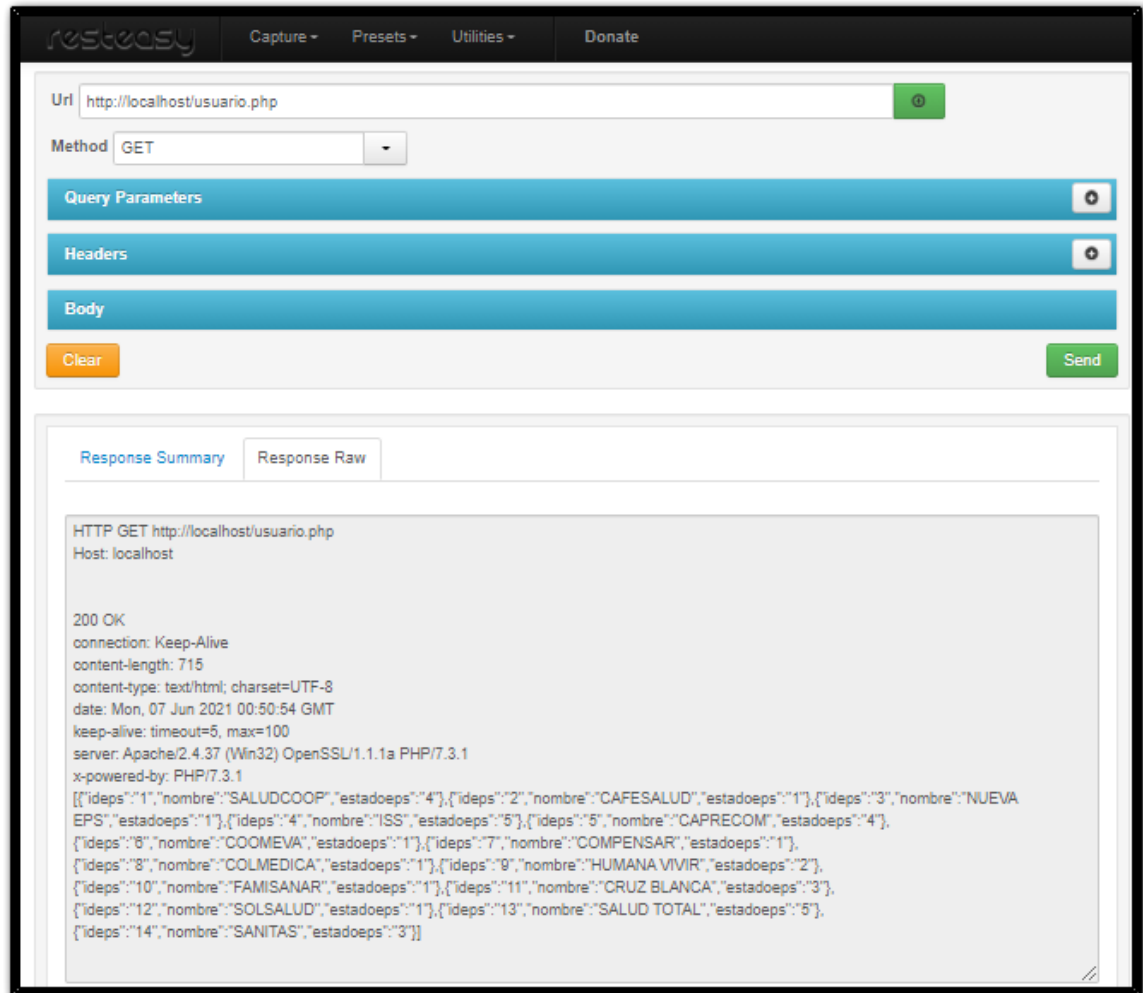 resteasy Capture Presets Utilities Donate
Url http://localhost/usuario.php
Method GET
Query Parameters
Headers
Body
Clear Send
Response Summary Response Raw
HTTP GET http://localhost/usuario.php
Host: localhost
200 OK
connection: Keep-Alive
content-length: 715
content-type: text/html; charset=UTF-8
date: Mon, 07 Jun 2021 00:50:54 GMT
keep-alive: timeout=5, max=100
server: Apache/2.4.37 (Win32) OpenSSL/1.1.1a PHP/7.3.1
x-powered-by: PHP/7.3.1
[{"ideps":"1","nombre":"SALUDCOOP","estadoeps":"4"},{"ideps":"2","nombre":"CAFESALUD","estadoeps":"1"},{"ideps":"3","nombre":"NUEVA
EPS","estadoeps":"1"},{"ideps":"4","nombre":"ISS","estadoeps":"5"},{"ideps":"5","nombre":"CAPRECOM","estadoeps":"4"},
{"ideps":"6","nombre":"COOMEVA","estadoeps":"1"},{"ideps":"7","nombre":"COMPENSAR","estadoeps":"1"},
{"ideps":"8","nombre":"COLMEDICA","estadoeps":"1"},{"ideps":"9","nombre":"HUMANA VIVIR","estadoeps":"2"},
{"ideps":"10","nombre":"FAMISANAR","estadoeps":"1"},{"ideps":"11","nombre":"CRUZ BLANCA","estadoeps":"3"},
{"ideps":"12","nombre":"SOLSALUD","estadoeps":"1"},{"ideps":"13","nombre":"SALUD TOTAL","estadoeps":"5"},
{"ideps":"14","nombre":"SANITAS","estadoeps":"3"}]